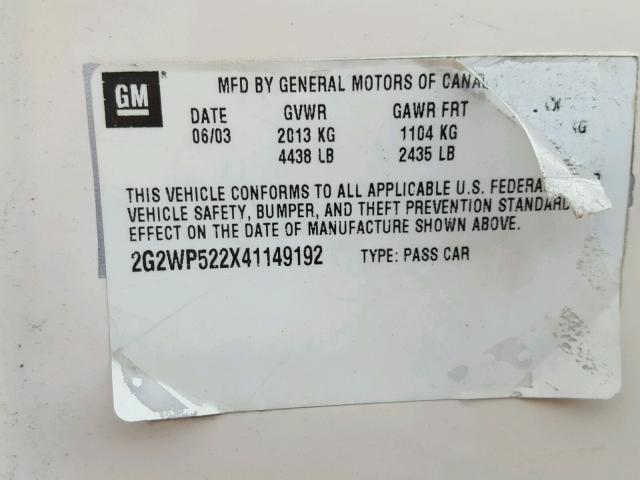 GM ®
MFD BY GENERAL MOTORS OF CANA
DATE GVWR GAWR FRT
06/03 2013 KG 1104 KG
4438 LB 2435 LB
THIS VEHICLE CONFORMS TO ALL APPLICABLE U.S. FEDERA
VEHICLE SAFETY, BUMPER, AND THEFT PREVENTION STANDARD
EFFECT ON THE DATE OF MANUFACTURE SHOWN ABOVE.
2G2WP522X41149192 TYPE: PASS CAR